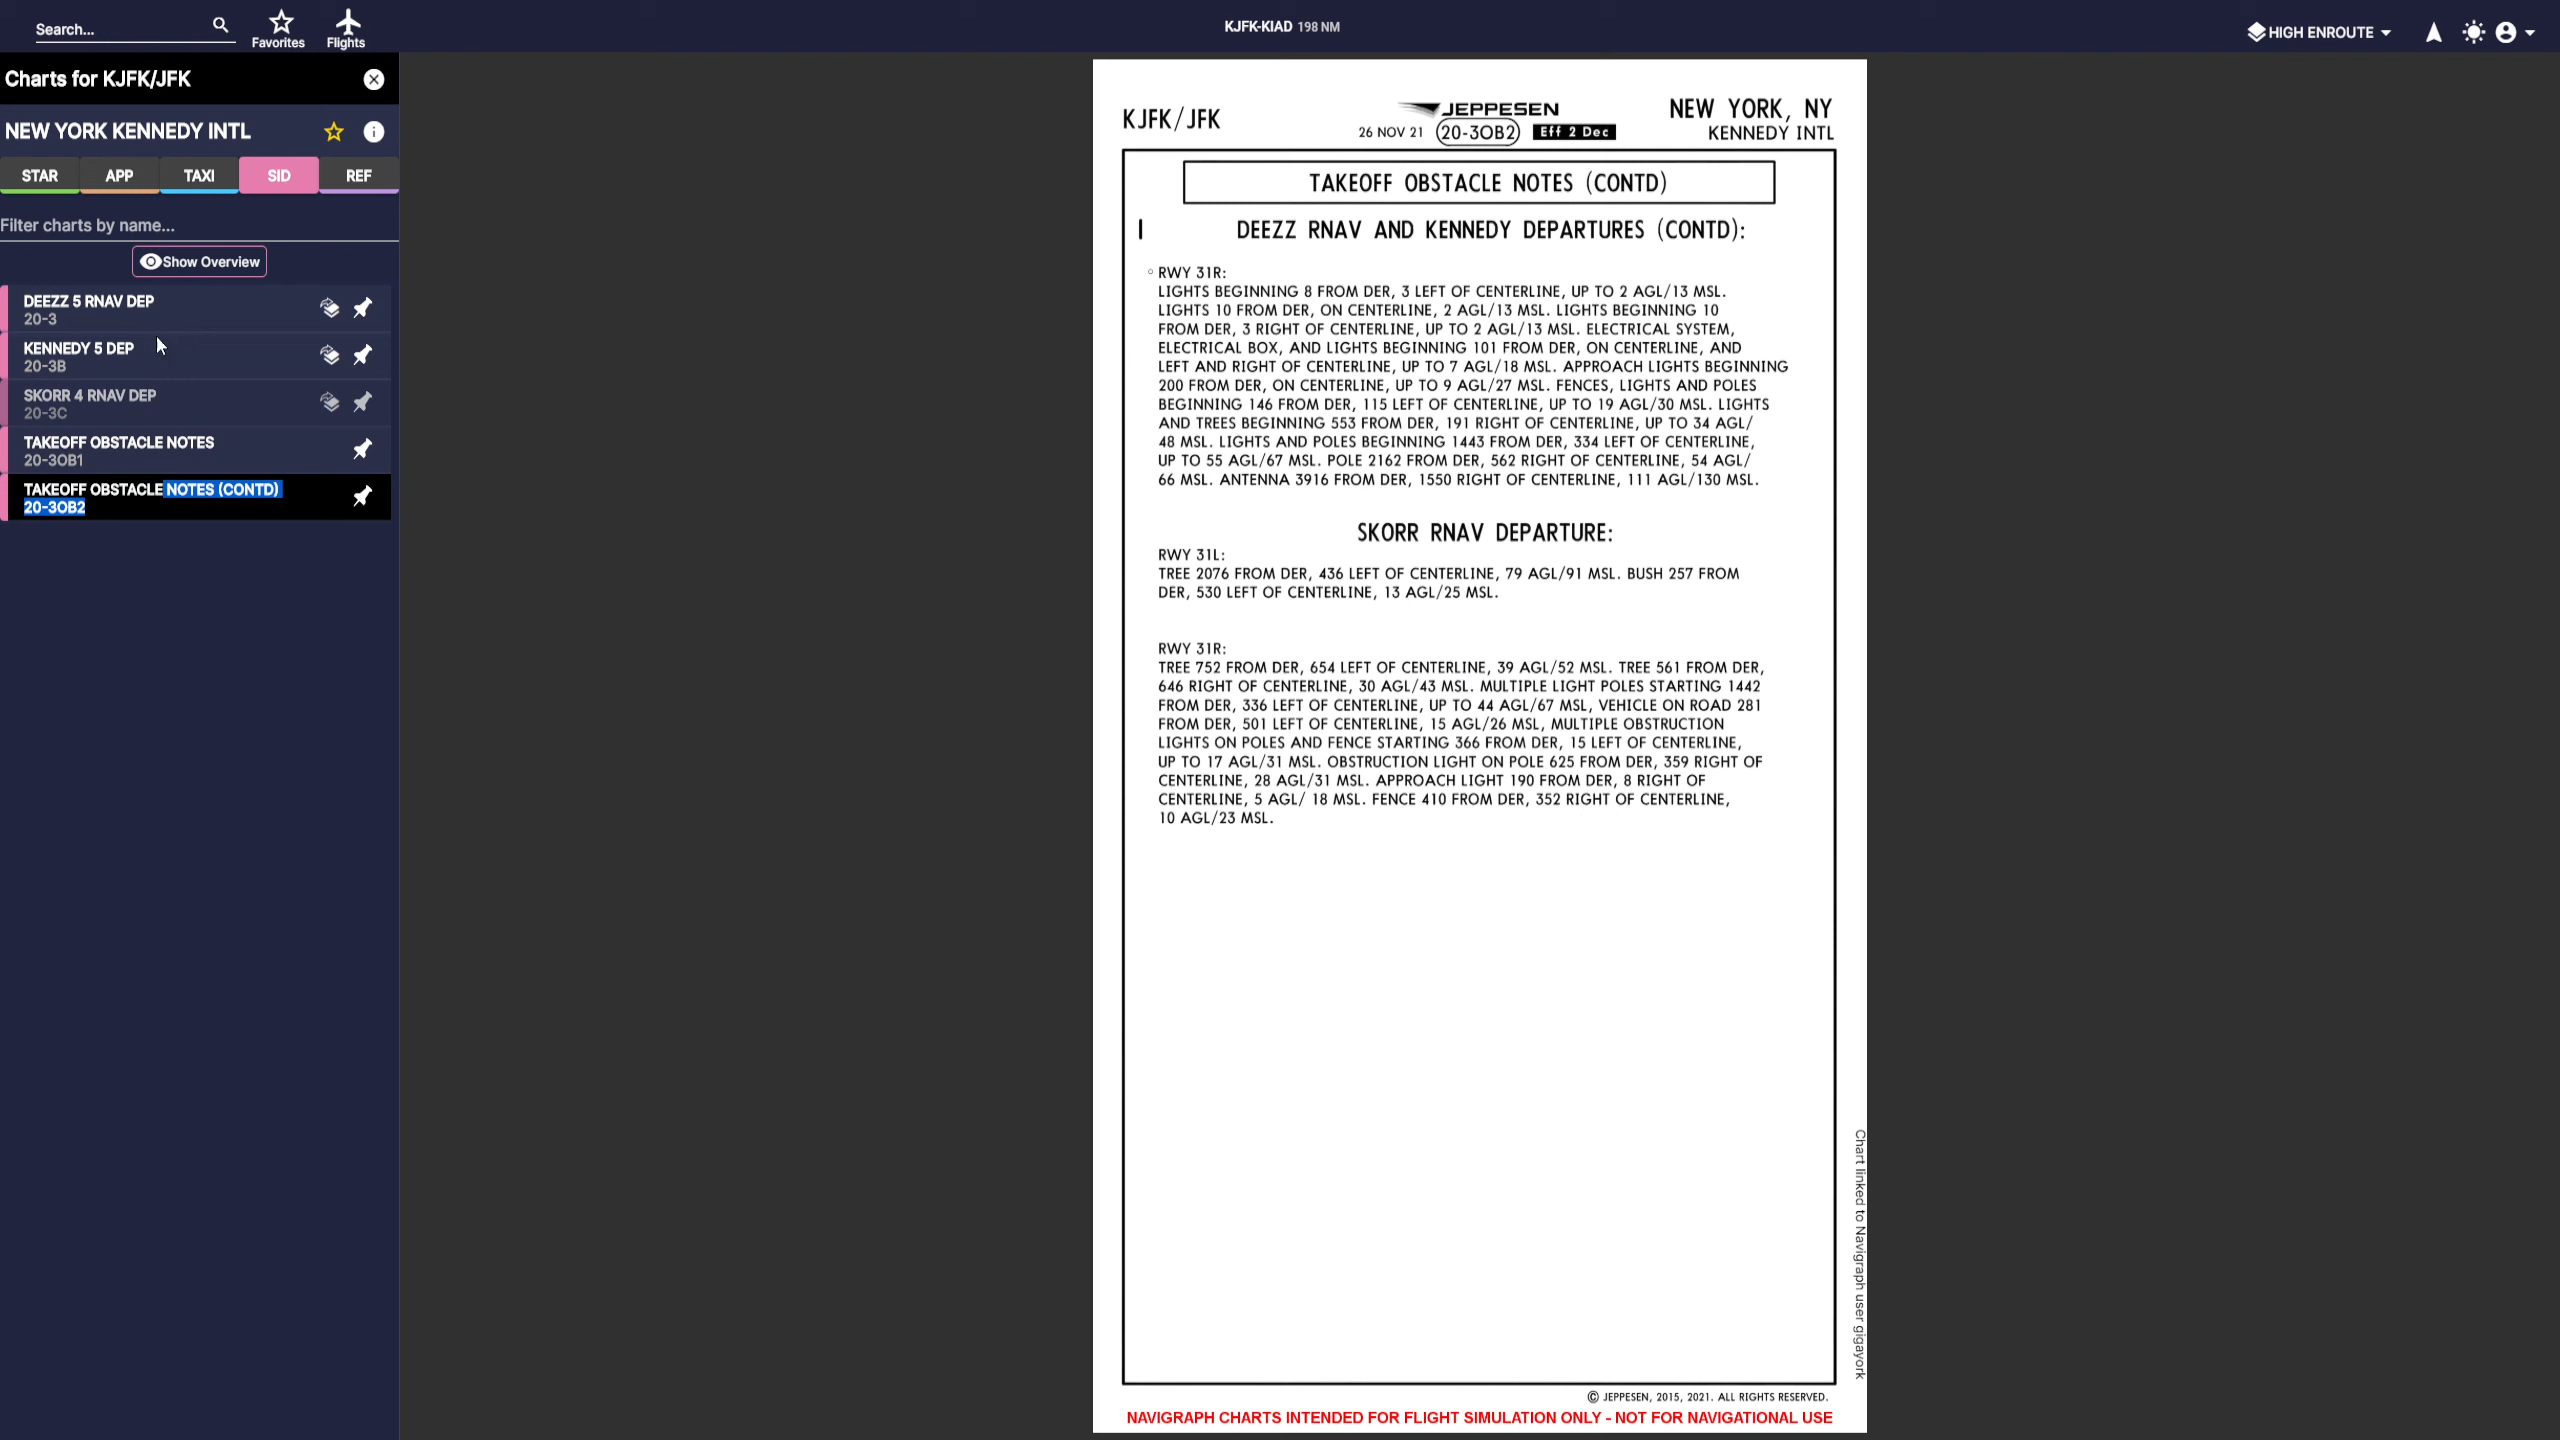 Search...
Favorites
Flights
KJFK-KIAD 198 NM
HIGH ENROUTE
Charts for KJFK/JFK
NEW YORK KENNEDY INTL
STAR
APP
TAXI
SID
REF
Filter charts by name...
Show Overview
DEEZZ 5 RNAV DEP
20-3
KENNEDY 5 DEP
20-3B
SKORR 4 RNAV DEP
20-3C
TAKEOFF OBSTACLE NOTES
20-3OB1
TAKEOFF OBSTACLE NOTES (CONTD)
20-3OB2
KJFK/JFK
JEPPESEN
26 NOV 21 20-3OB2 Eff 2 Dec
NEW YORK, NY
KENNEDY INTL
TAKEOFF OBSTACLE NOTES (CONTD)
DEEZZ RNAV AND KENNEDY DEPARTURES (CONTD):
RWY 31R:
LIGHTS BEGINNING 8 FROM DER, 3 LEFT OF CENTERLINE, UP TO 2 AGL/13 MSL.
LIGHTS 10 FROM DER, ON CENTERLINE, 2 AGL/13 MSL. LIGHTS BEGINNING 10
FROM DER, 3 RIGHT OF CENTERLINE, UP TO 2 AGL/13 MSL. ELECTRICAL SYSTEM,
ELECTRICAL BOX, AND LIGHTS BEGINNING 101 FROM DER, ON CENTERLINE, AND
LEFT AND RIGHT OF CENTERLINE, UP TO 7 AGL/18 MSL. APPROACH LIGHTS BEGINNING
200 FROM DER, ON CENTERLINE, UP TO 9 AGL/27 MSL. FENCES, LIGHTS AND POLES
BEGINNING 146 FROM DER, 115 LEFT OF CENTERLINE, UP TO 19 AGL/30 MSL. LIGHTS
AND TREES BEGINNING 553 FROM DER, 191 RIGHT OF CENTERLINE, UP TO 34 AGL/
48 MSL. LIGHTS AND POLES BEGINNING 1443 FROM DER, 334 LEFT OF CENTERLINE,
UP TO 55 AGL/67 MSL. POLE 2162 FROM DER, 562 RIGHT OF CENTERLINE, 54 AGL/
66 MSL. ANTENNA 3916 FROM DER, 1550 RIGHT OF CENTERLINE, 111 AGL/130 MSL.
SKORR RNAV DEPARTURE:
RWY 31L:
TREE 2076 FROM DER, 436 LEFT OF CENTERLINE, 79 AGL/91 MSL. BUSH 257 FROM
DER, 530 LEFT OF CENTERLINE, 13 AGL/25 MSL.
RWY 31R:
TREE 752 FROM DER, 654 LEFT OF CENTERLINE, 39 AGL/52 MSL. TREE 561 FROM DER,
646 RIGHT OF CENTERLINE, 30 AGL/43 MSL. MULTIPLE LIGHT POLES STARTING 1442
FROM DER, 336 LEFT OF CENTERLINE, UP TO 44 AGL/67 MSL, VEHICLE ON ROAD 281
FROM DER, 501 LEFT OF CENTERLINE, 15 AGL/26 MSL, MULTIPLE OBSTRUCTION
LIGHTS ON POLES AND FENCE STARTING 366 FROM DER, 15 LEFT OF CENTERLINE,
UP TO 17 AGL/31 MSL. OBSTRUCTION LIGHT ON POLE 625 FROM DER, 359 RIGHT OF
CENTERLINE, 28 AGL/31 MSL. APPROACH LIGHT 190 FROM DER, 8 RIGHT OF
CENTERLINE, 5 AGL/ 18 MSL. FENCE 410 FROM DER, 352 RIGHT OF CENTERLINE,
10 AGL/23 MSL.
Chart linked to Navigraph user gigayork
© JEPPESEN, 2015, 2021. ALL RIGHTS RESERVED.
NAVIGRAPH CHARTS INTENDED FOR FLIGHT SIMULATION ONLY - NOT FOR NAVIGATIONAL USE